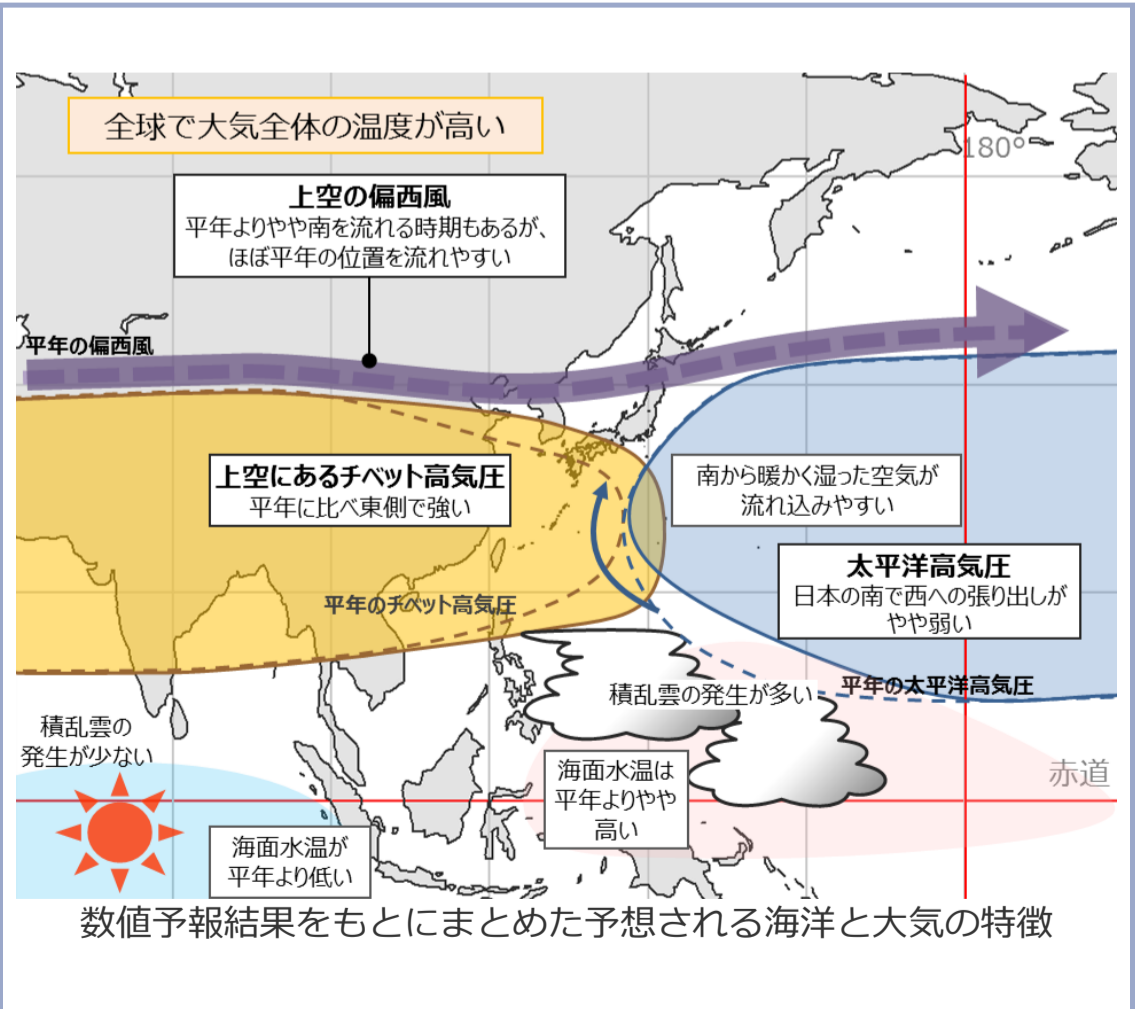 全球で大気全体の温度が高い
180°
上空の偏西風
平年よりやや南を流れる時期もあるが、
ほぼ平年の位置を流れやすい
平年の偏西風
上空にあるチベット高気圧
平年に比べ東側で強い
南から暖かく湿った空気が
流れ込みやすい
太平洋高気圧
日本の南で西への張り出しが
やや弱い
平年のチベット高気圧
積乱雲の発生が多い
平年の太平洋高気圧
積乱雲の
発生が少ない
海面水温は
平年よりやや
高い
赤道
海面水温が
平年より低い
数値予報結果をもとにまとめた予想される海洋と大気の特徴